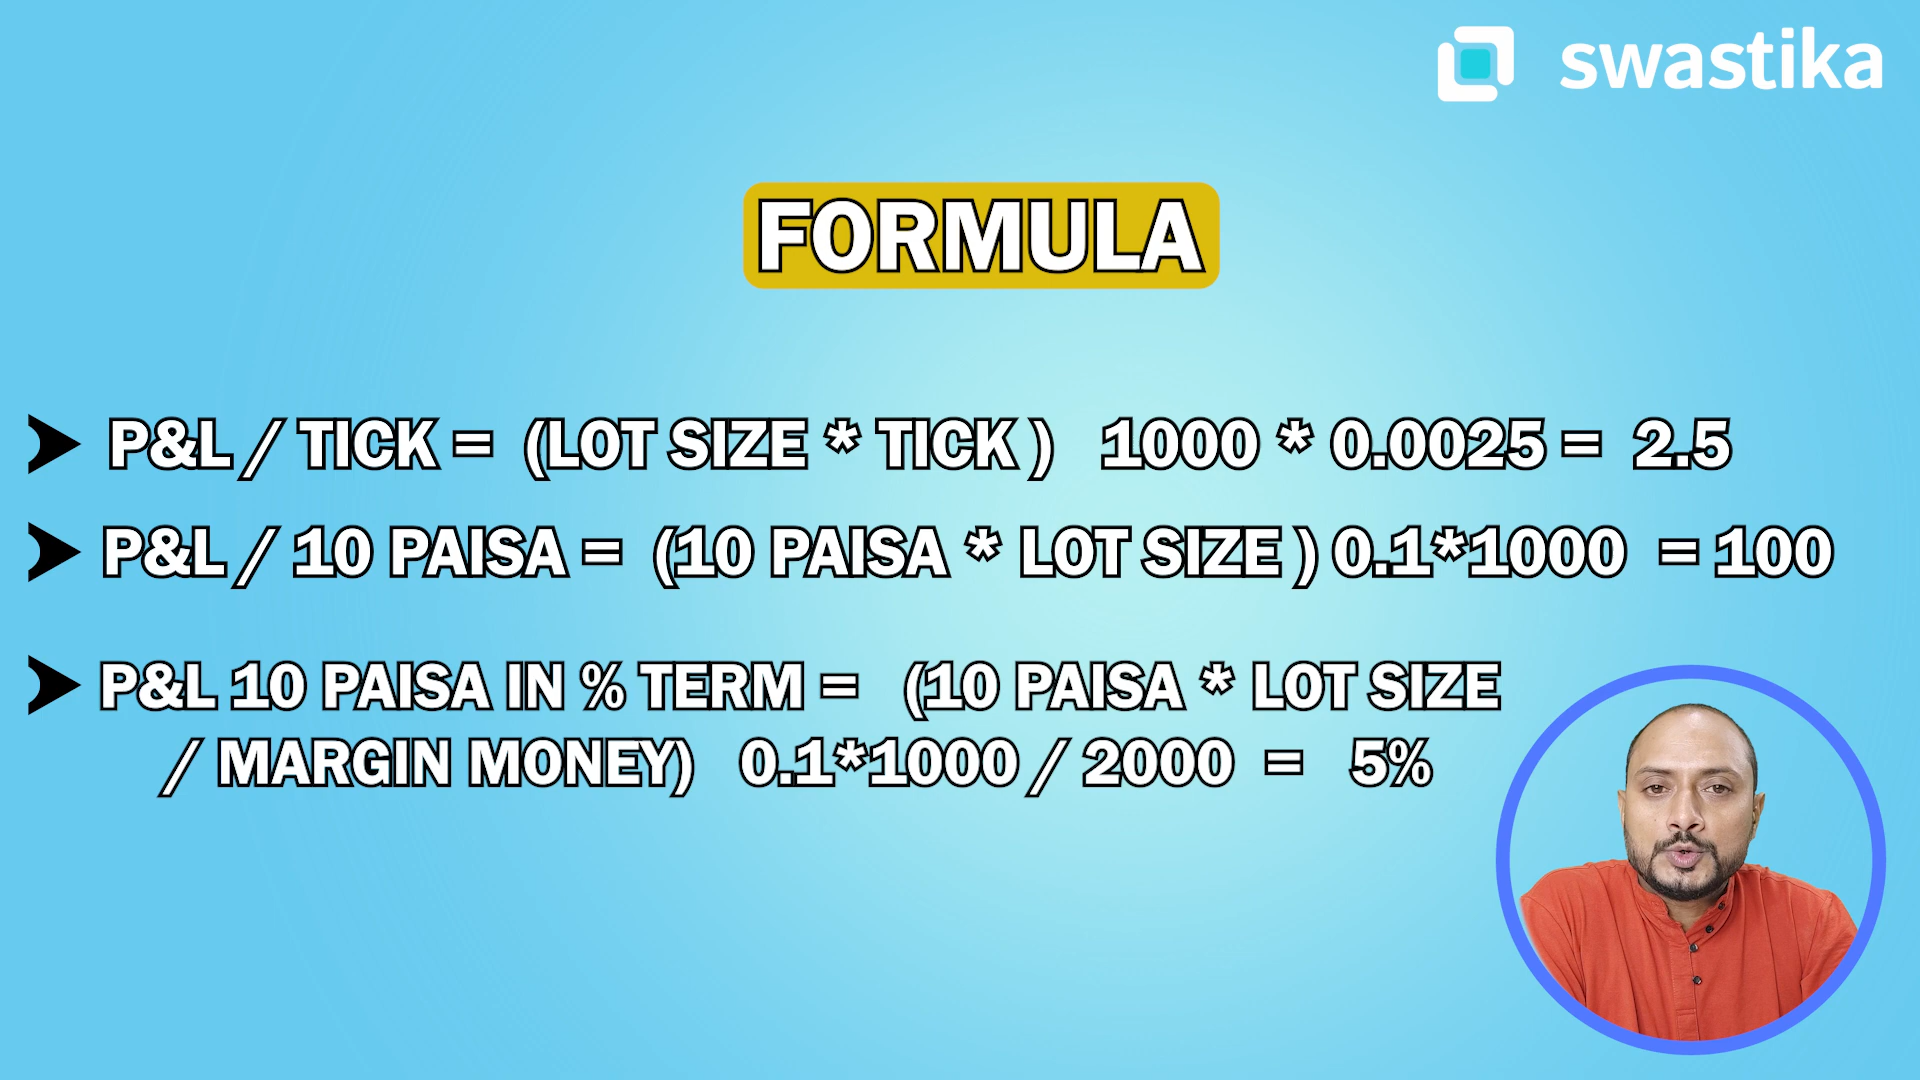 swastika
FORMULA
P&L / TICK = (LOT SIZE * TICK ) 1000 * 0.0025 = 2.5
P&L / 10 PAISA = (10 PAISA * LOT SIZE ) 0.1*1000 = 100
P&L 10 PAISA IN % TERM = (10 PAISA * LOT SIZE
/ MARGIN MONEY) 0.1*1000 / 2000 = 5%